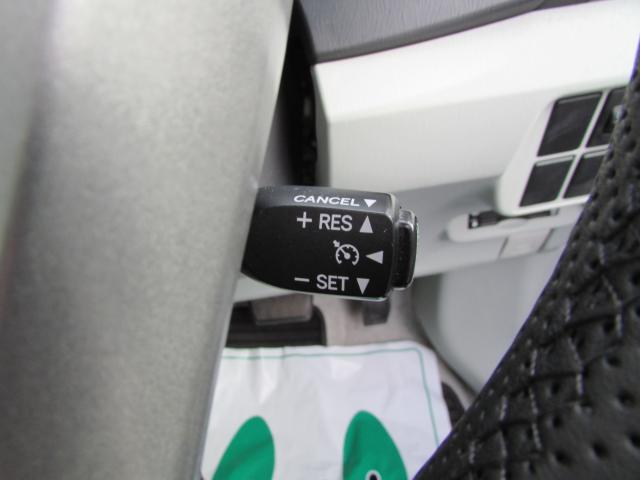 CANCEL ▼
+ RES ▲
◀
− SET ▼